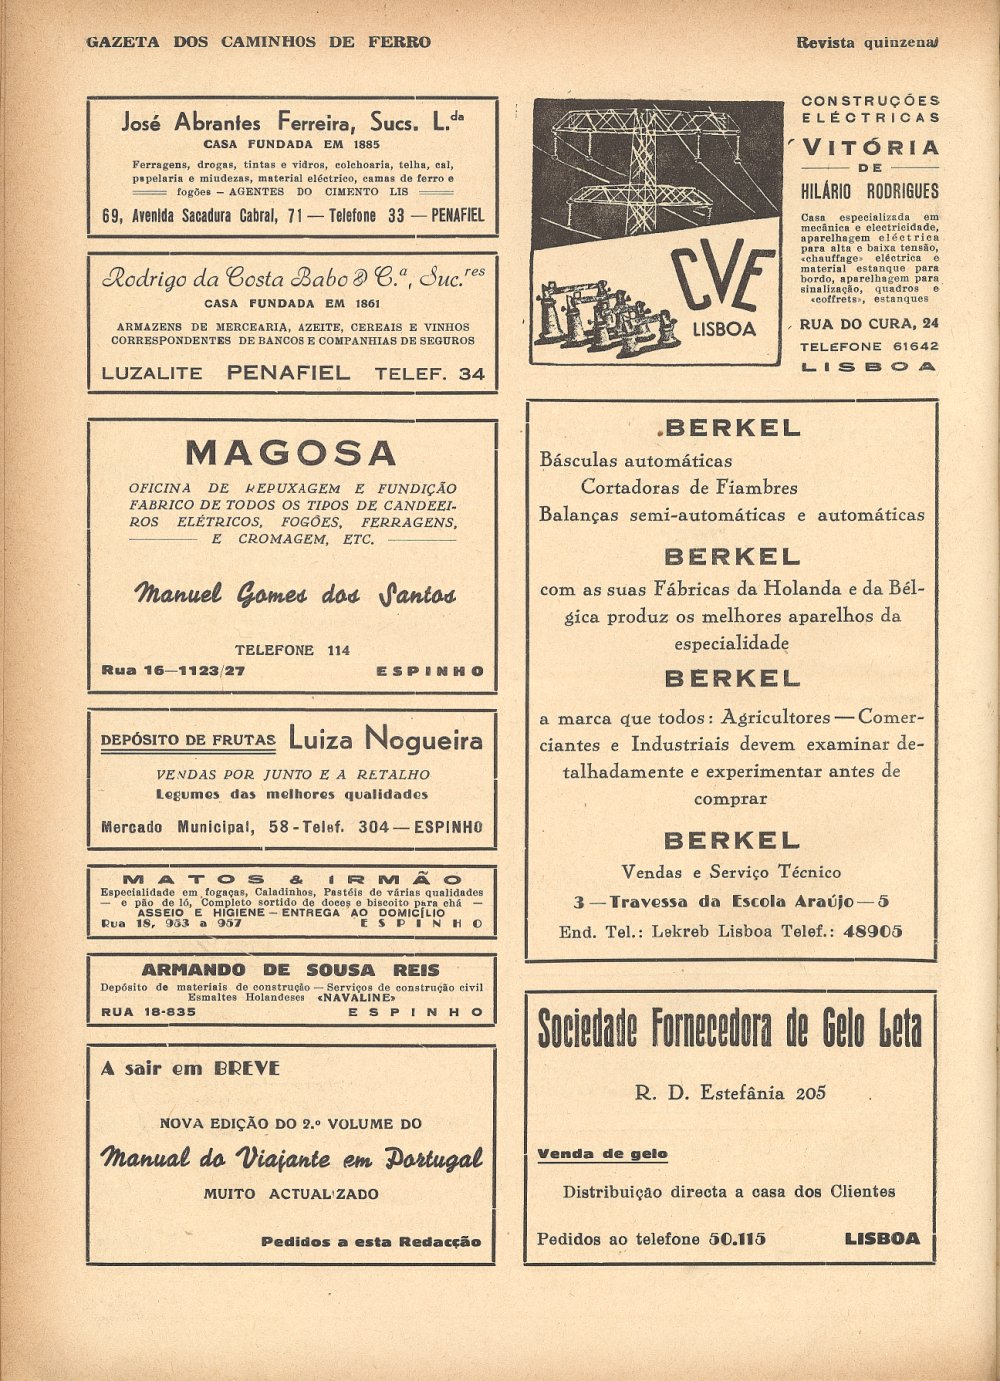 GAZETA DOS CAMINHOS DE FERRO
Revista quinzenal
José Abrantes Ferreira, Sucs. L.da
CASA FUNDADA EM 1885
Ferragens, drogas, tintas e vidros, colchoaria, telha, cal,
papelaria e miudezas, material eléctrico, camas de ferro e
fogões — AGENTES DO CIMENTO LIS
69, Avenida Sacadura Cabral, 71 — Telefone 33 — PENAFIEL
Rodrigo da Costa Babo & C.ª, Suc.res
CASA FUNDADA EM 1861
ARMAZENS DE MERCEARIA, AZEITE, CEREAIS E VINHOS
CORRESPONDENTES DE BANCOS E COMPANHIAS DE SEGUROS
LUZALITE PENAFIEL TELEF. 34
MAGOSA
OFICINA DE REPUXAGEM E FUNDIÇÃO
FABRICO DE TODOS OS TIPOS DE CANDEEI-
ROS ELÉTRICOS, FOGÕES, FERRAGENS,
E CROMAGEM, ETC.
Manuel Gomes dos Santos
TELEFONE 114
Rua 16—1123/27 ESPINHO
DEPÓSITO DE FRUTAS Luiza Nogueira
VENDAS POR JUNTO E A RETALHO
Legumes das melhores qualidades
Mercado Municipal, 58 - Telef. 304 — ESPINHO
MATOS & IRMÃO
Especialidade em fogaças, Caladinhos, Pastéis de várias qualidades
— e pão de ló, Completo sortido de doces e biscoito para chá —
ASSEIO E HIGIENE — ENTREGA AO DOMICÍLIO
Rua 18, 953 a 957 ESPINHO
ARMANDO DE SOUSA REIS
Depósito de materiais de construção — Serviços de construção civil
Esmaltes Holandeses «NAVALINE»
RUA 18-835 ESPINHO
A sair em BREVE
NOVA EDIÇÃO DO 2.º VOLUME DO
Manual do Viajante em Portugal
MUITO ACTUALIZADO
Pedidos a esta Redacção
CVE
LISBOA
CONSTRUÇÕES
ELÉCTRICAS
VITÓRIA
DE
HILÁRIO RODRIGUES
Casa especializada em
mecânica e electricidade,
aparelhagem eléctrica
para alta e baixa tensão,
«chauffage» eléctrica e
material estanque para
bordo, aparelhagem para
sinalização, quadros e
«coffrets», estanques
RUA DO CURA, 24
TELEFONE 61642
LISBOA
BERKEL
Básculas automáticas
Cortadoras de Fiambres
Balanças semi-automáticas e automáticas
BERKEL
com as suas Fábricas da Holanda e da Bél-
gica produz os melhores aparelhos da
especialidade
BERKEL
a marca que todos: Agricultores — Comer-
ciantes e Industriais devem examinar de-
talhadamente e experimentar antes de
comprar
BERKEL
Vendas e Serviço Técnico
3 — Travessa da Escola Araújo — 5
End. Tel.: Lekreb Lisboa Telef.: 48905
Sociedade Fornecedora de Gelo Leta
R. D. Estefânia 205
Venda de gelo
Distribuição directa a casa dos Clientes
Pedidos ao telefone 50.115 LISBOA